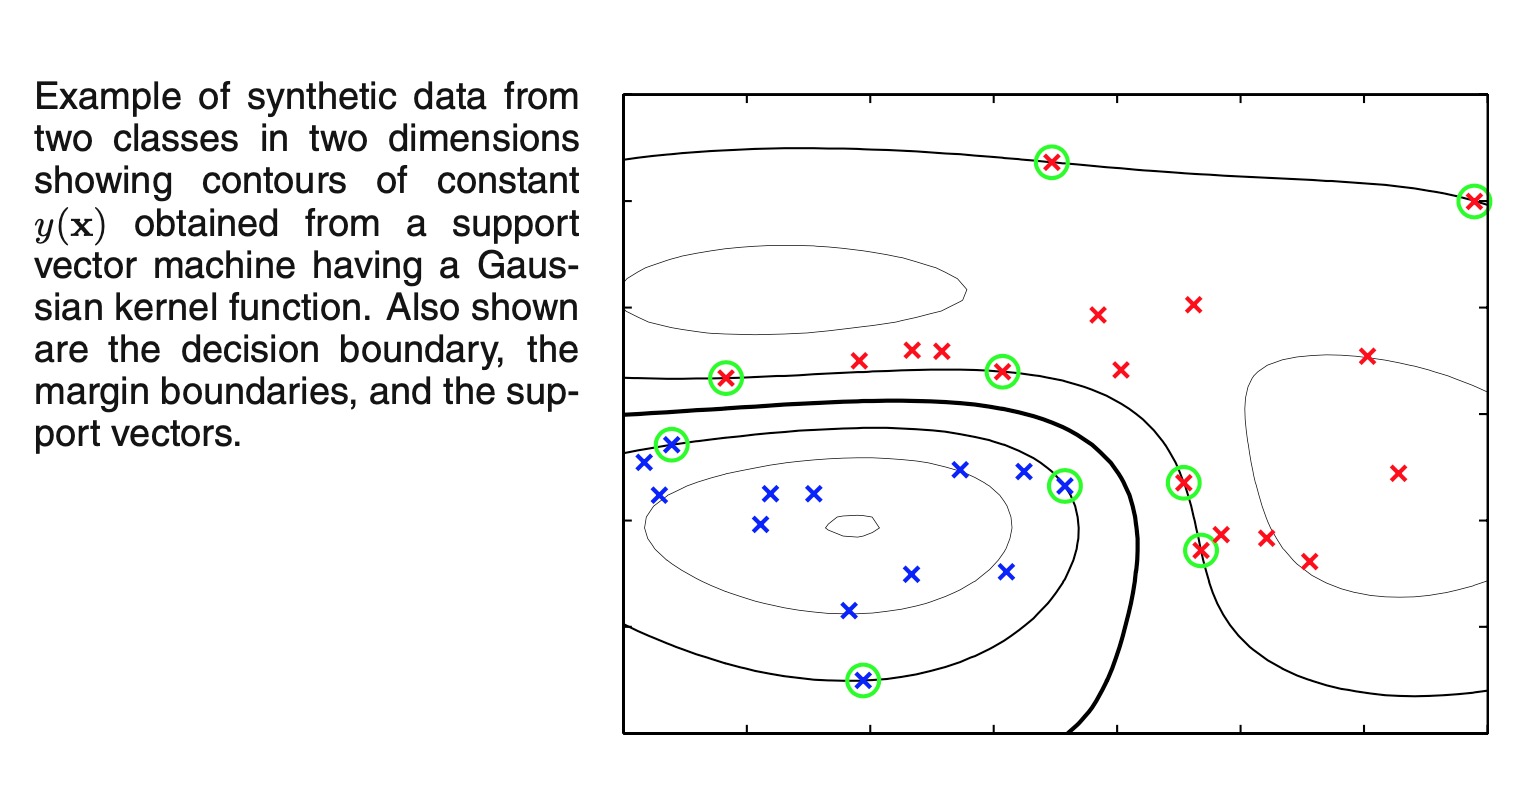 Example of synthetic data from
two classes in two dimensions
showing contours of constant
y(x) obtained from a support
vector machine having a Gaus-
sian kernel function. Also shown
are the decision boundary, the
margin boundaries, and the sup-
port vectors.